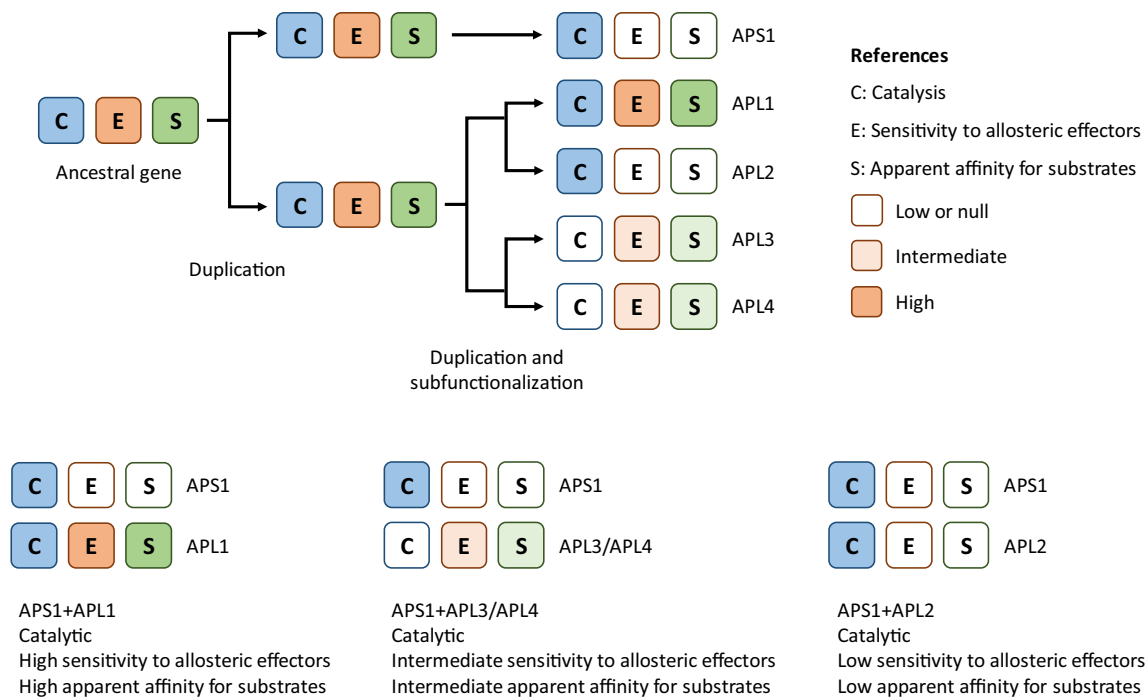 C E S
C E S APS1
References
C E S APL1
C: Catalysis
C E S
E: Sensitivity to allosteric effectors
Ancestral gene
C E S APL2
S: Apparent affinity for substrates
C E S
Low or null
C E S APL3
Intermediate
Duplication
C E S APL4
High
Duplication and
subfunctionalization
C E S APS1
C E S APL1
APS1+APL1
Catalytic
High sensitivity to allosteric effectors
High apparent affinity for substrates
C E S APS1
C E S APL3/APL4
APS1+APL3/APL4
Catalytic
Intermediate sensitivity to allosteric effectors
Intermediate apparent affinity for substrates
C E S APS1
C E S APL2
APS1+APL2
Catalytic
Low sensitivity to allosteric effectors
Low apparent affinity for substrates